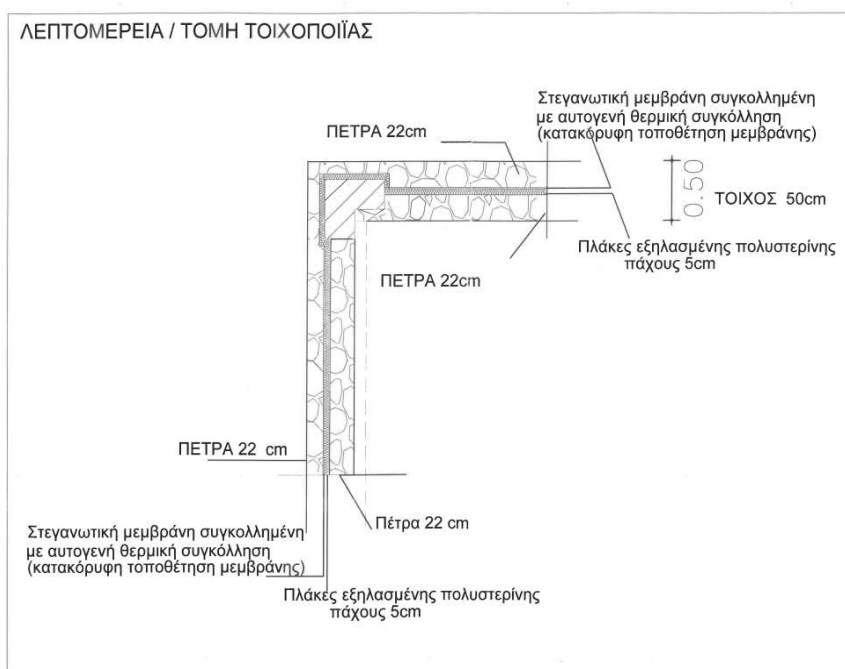 ΛΕΠΤΟΜΕΡΕΙΑ / ΤΟΜΗ ΤΟΙΧΟΠΟΙΪΑΣ
Στεγανωτική μεμβράνη συγκολλημένη
με αυτογενή θερμική συγκόλληση
(κατακόρυφη τοποθέτηση μεμβράνης)
ΠΕΤΡΑ 22cm
0.50
ΤΟΙΧΟΣ 50cm
Πλάκες εξηλασμένης πολυστερίνης
πάχους 5cm
ΠΕΤΡΑ 22cm
ΠΕΤΡΑ 22 cm
Πέτρα 22 cm
Στεγανωτική μεμβράνη συγκολλημένη
με αυτογενή θερμική συγκόλληση
(κατακόρυφη τοποθέτηση μεμβράνης)
Πλάκες εξηλασμένης πολυστερίνης
πάχους 5cm